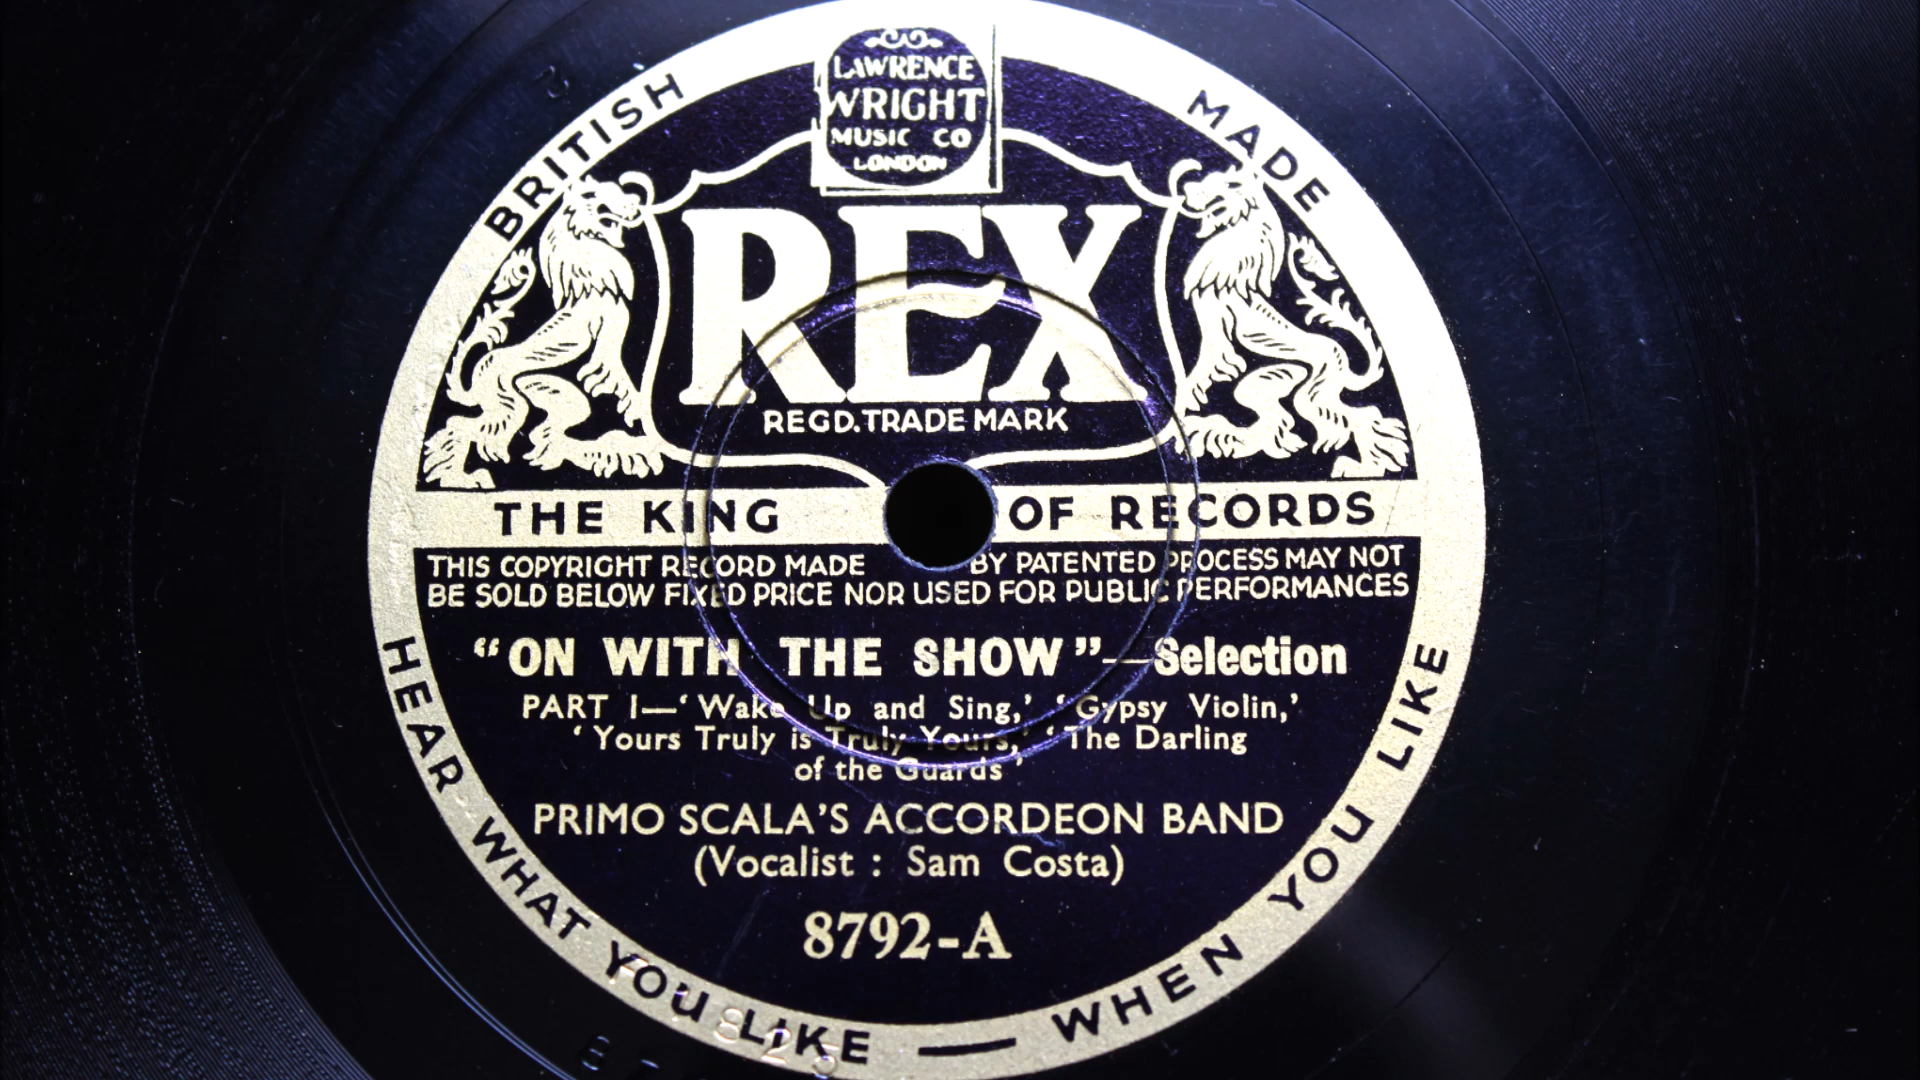 LAWRENCE
WRIGHT
MUSIC CO
LONDON
BRITISH MADE
REX
REGD. TRADE MARK
THE KING OF RECORDS
THIS COPYRIGHT RECORD MADE BY PATENTED PROCESS MAY NOT
BE SOLD BELOW FIXED PRICE NOR USED FOR PUBLIC PERFORMANCES
“ON WITH THE SHOW”—Selection
PART 1—‘Wake Up and Sing,’ ‘Gypsy Violin,’
‘Yours Truly is Truly Yours,’ ‘The Darling
of the Guards’
PRIMO SCALA’S ACCORDEON BAND
(Vocalist : Sam Costa)
8792-A
HEAR WHAT YOU LIKE — WHEN YOU LIKE